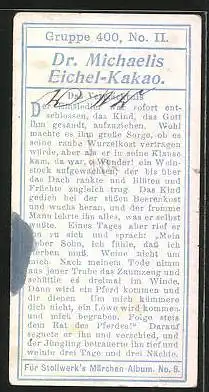 Gruppe 400, No. II.
Dr. Michaelis
Eichel-Kakao.
Der Einsiedler war sofort ent-
schlossen, das Kind, das Gott
ihm gesandt, aufzuziehen. Wohl
machte es ihm große Sorge, ob es
seine rauhe Wurzelkost vertragen
würde, aber als er in seine Klause
kam, da war, o Wunder! ein Wein-
stock aufgewachsen, der bis über
das Dach rankte und Blüten und
Früchte zugleich trug. Das Kind
gedieh bei der süßen Beerenkost
und wuchs heran, und der fromme
Mann lehrte ihn alles, was er selbst
wußte. Eines Tages aber rief er
ihn zu sich und sprach: „Mein
lieber Sohn, ich fühle, daß ich
sterben muß. Weine nicht um
mich. Nach meinem Tode nimm
aus jener Truhe das Zaumzeug und
schüttle es dreimal im Winde,
Dann wird ein Pferd kommen und
dir dienen. Um mich kümmere
dich nicht, ein Löwe wird kommen
und mich begraben. Folge stets
dem Rat des Pferdes!" Darauf
segnete er ihn und verschied, und
der Jüngling betrauerte ihn tief und
weinte drei Tage und drei Nächte.
Für Stollwerk's Märchen-Album. No. 6.